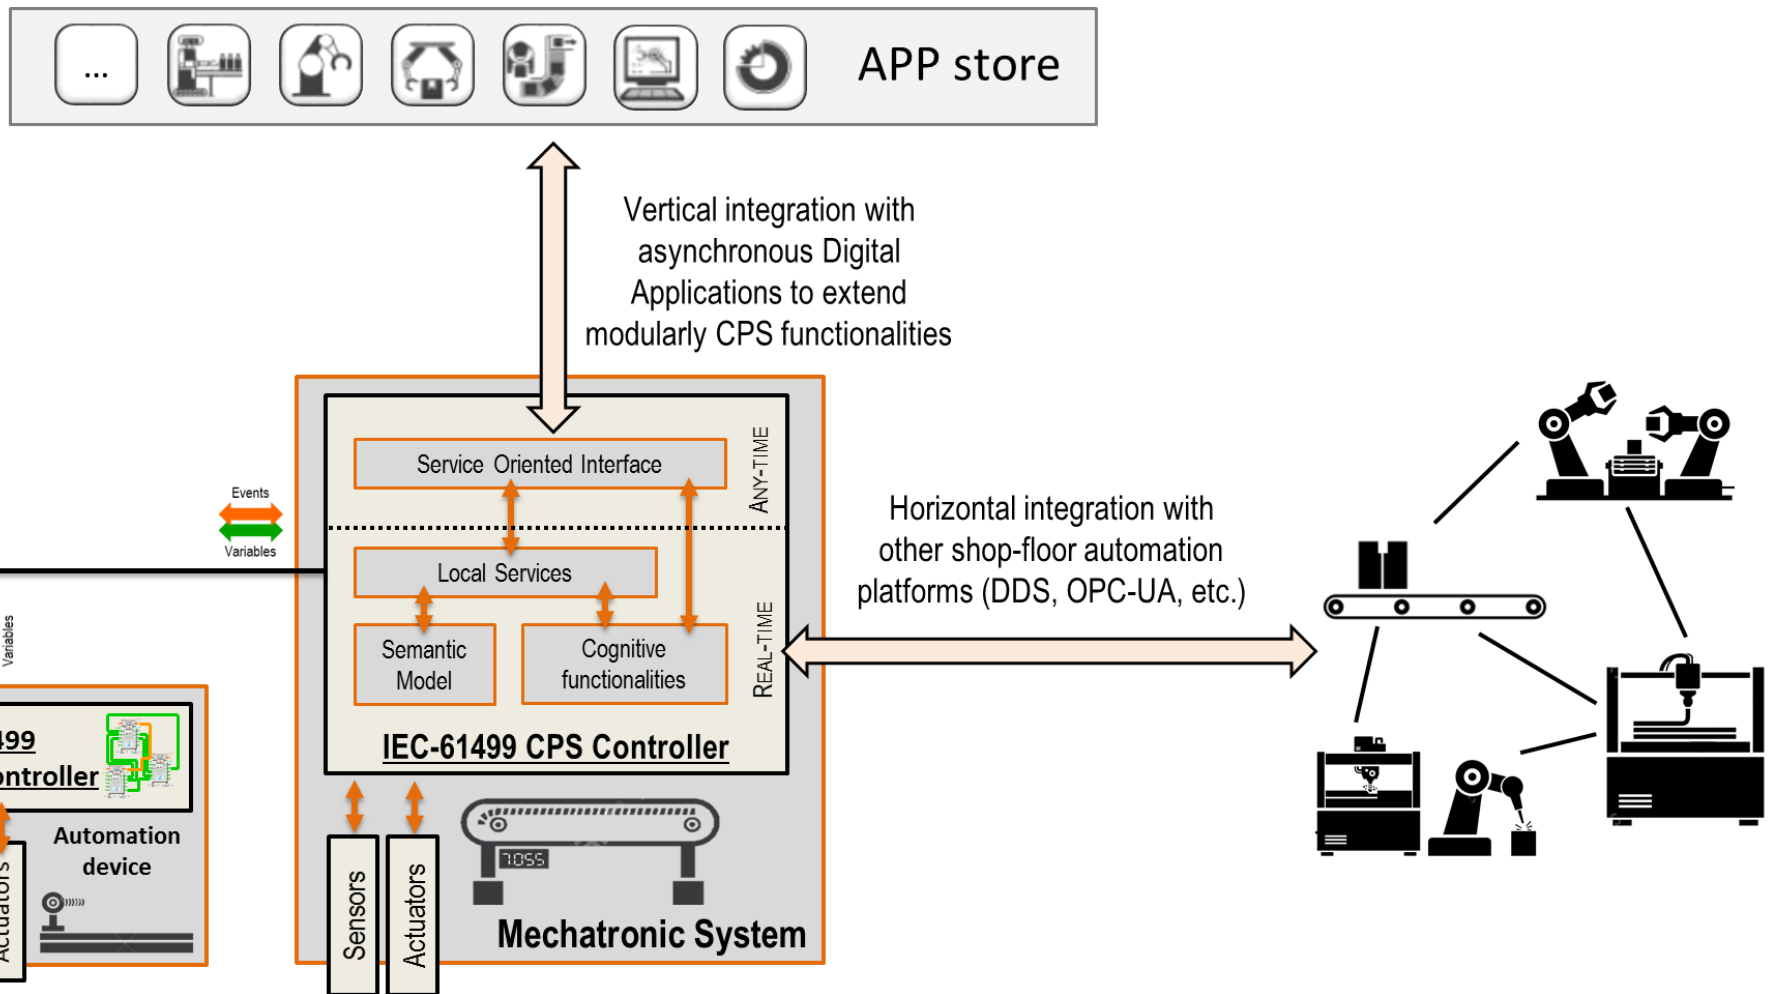 ...
APP store
Vertical integration with
asynchronous Digital
Applications to extend
modularly CPS functionalities
Service Oriented Interface
ANY-TIME
Events
Variables
Local Services
Horizontal integration with
other shop-floor automation
platforms (DDS, OPC-UA, etc.)
Variables
Semantic
Model
Cognitive
functionalities
REAL-TIME
IEC-61499 CPS Controller
499
ontroller
Automation
device
Actuators
Sensors
Actuators
7055
Mechatronic System